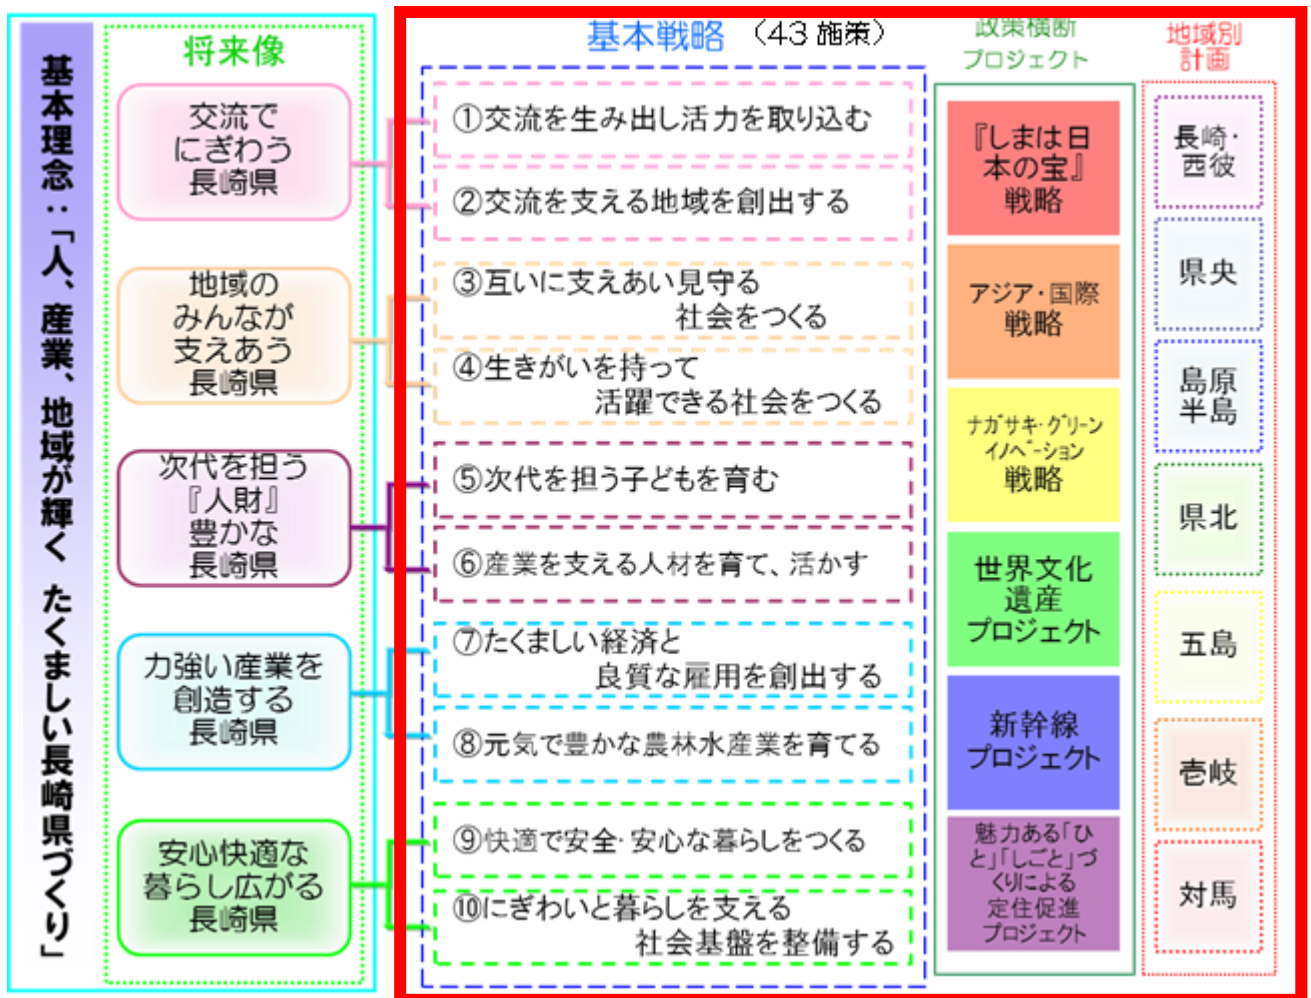 基本理念：「人、産業、地域が輝く たくましい長崎県づくり」
将来像
交流で
にぎわう
長崎県
地域の
みんなが
支えあう
長崎県
次代を担う
『人財』
豊かな
長崎県
力強い産業を
創造する
長崎県
安心快適な
暮らし広がる
長崎県
基本戦略（43施策）
①交流を生み出し活力を取り込む
②交流を支える地域を創出する
③互いに支えあい見守る
社会をつくる
④生きがいを持って
活躍できる社会をつくる
⑤次代を担う子どもを育む
⑥産業を支える人材を育て、活かす
⑦たくましい経済と
良質な雇用を創出する
⑧元気で豊かな農林水産業を育てる
⑨快適で安全・安心な暮らしをつくる
⑩にぎわいと暮らしを支える
社会基盤を整備する
政策横断
プロジェクト
『しまは日
本の宝』
戦略
アジア・国際
戦略
ナガサキ・グリーン
イノベーション
戦略
世界文化
遺産
プロジェクト
新幹線
プロジェクト
魅力ある「ひ
と」「しごと」づ
くりによる
定住促進
プロジェクト
地域別
計画
長崎・
西彼
県央
島原
半島
県北
五島
壱岐
対馬